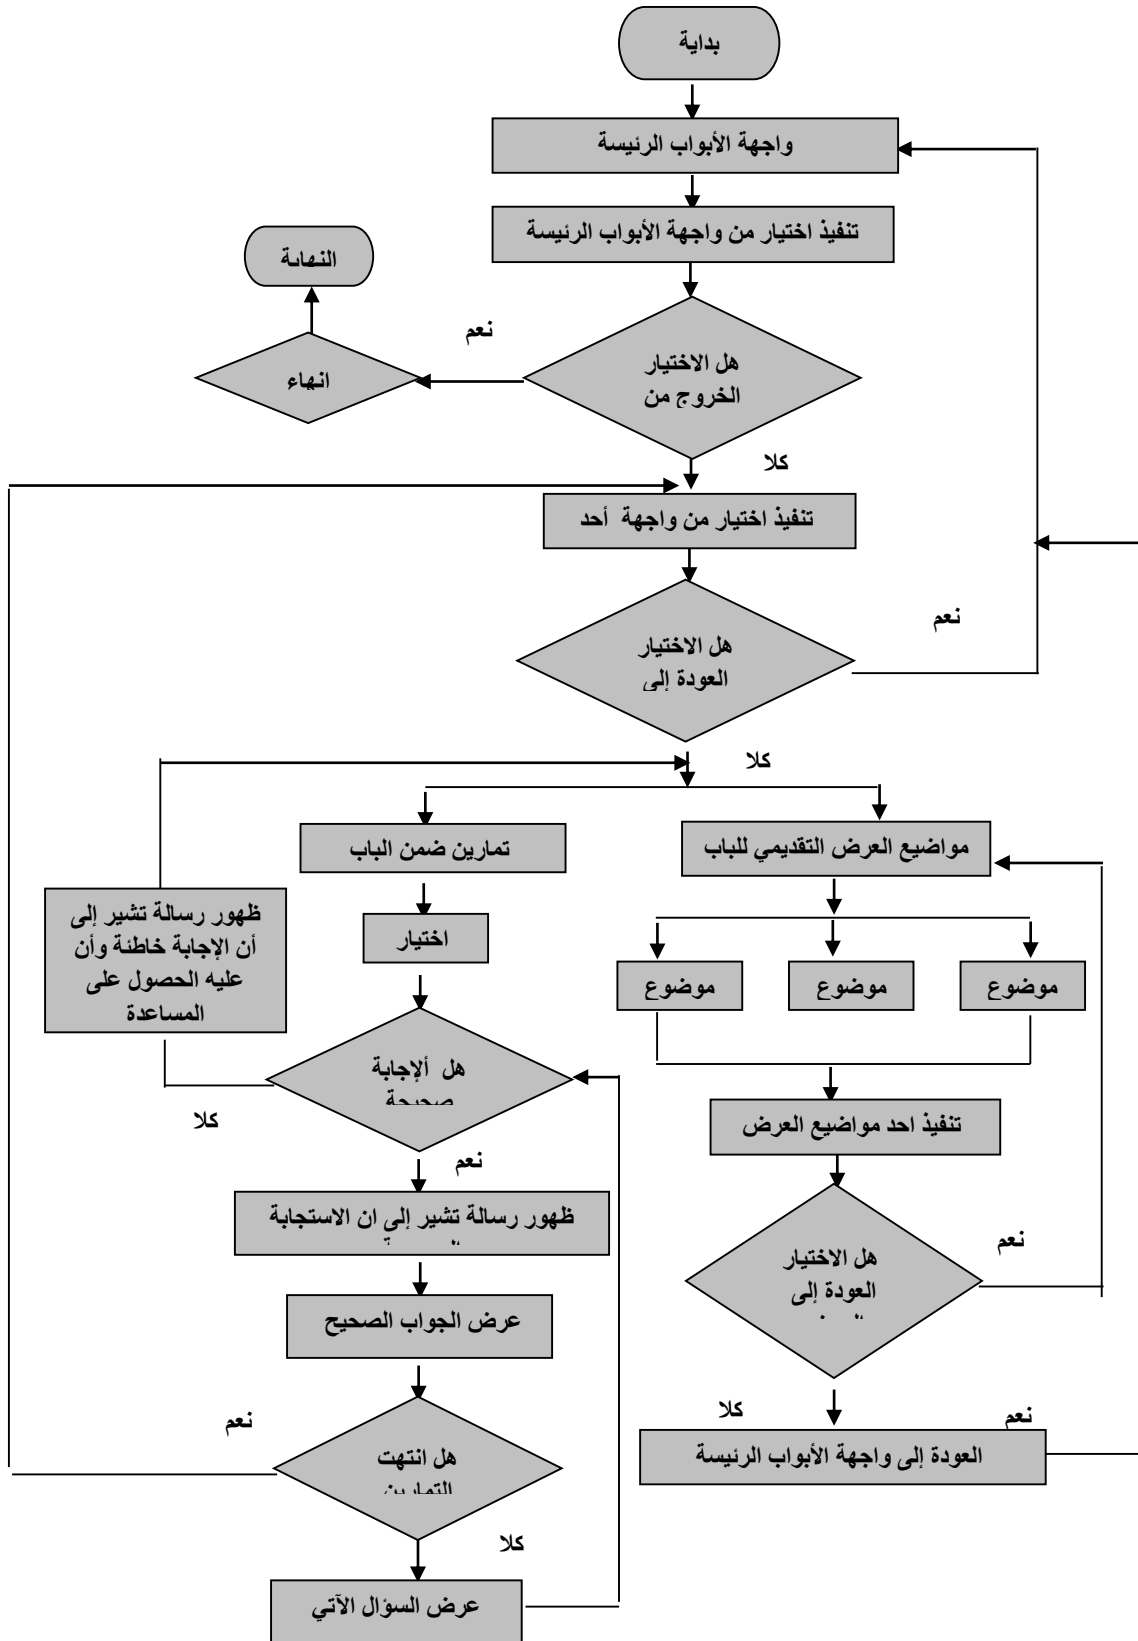 بداية
واجهة الأبواب الرئيسة
تنفيذ اختيار من واجهة الأبواب الرئيسة
النهاية
نعم
هل الاختيار
الخروج من
انهاء
كلا
تنفيذ اختيار من واجهة أحد
نعم
هل الاختيار
العودة إلى
كلا
تمارين ضمن الباب
مواضيع العرض التقديمي للباب
ظهور رسالة تشير إلى
أن الإجابة خاطئة وأن
عليه الحصول على
المساعدة
اختيار
موضوع
موضوع
موضوع
هل ألإجابة
صحيحة
كلا
تنفيذ احد مواضيع العرض
نعم
ظهور رسالة تشير إلى ان الاستجابة
نعم
هل الاختيار
العودة إلى
عرض الجواب الصحيح
كلا
نعم
نعم
العودة إلى واجهة الأبواب الرئيسة
هل انتهت
التمارين
كلا
عرض السؤال الآتي